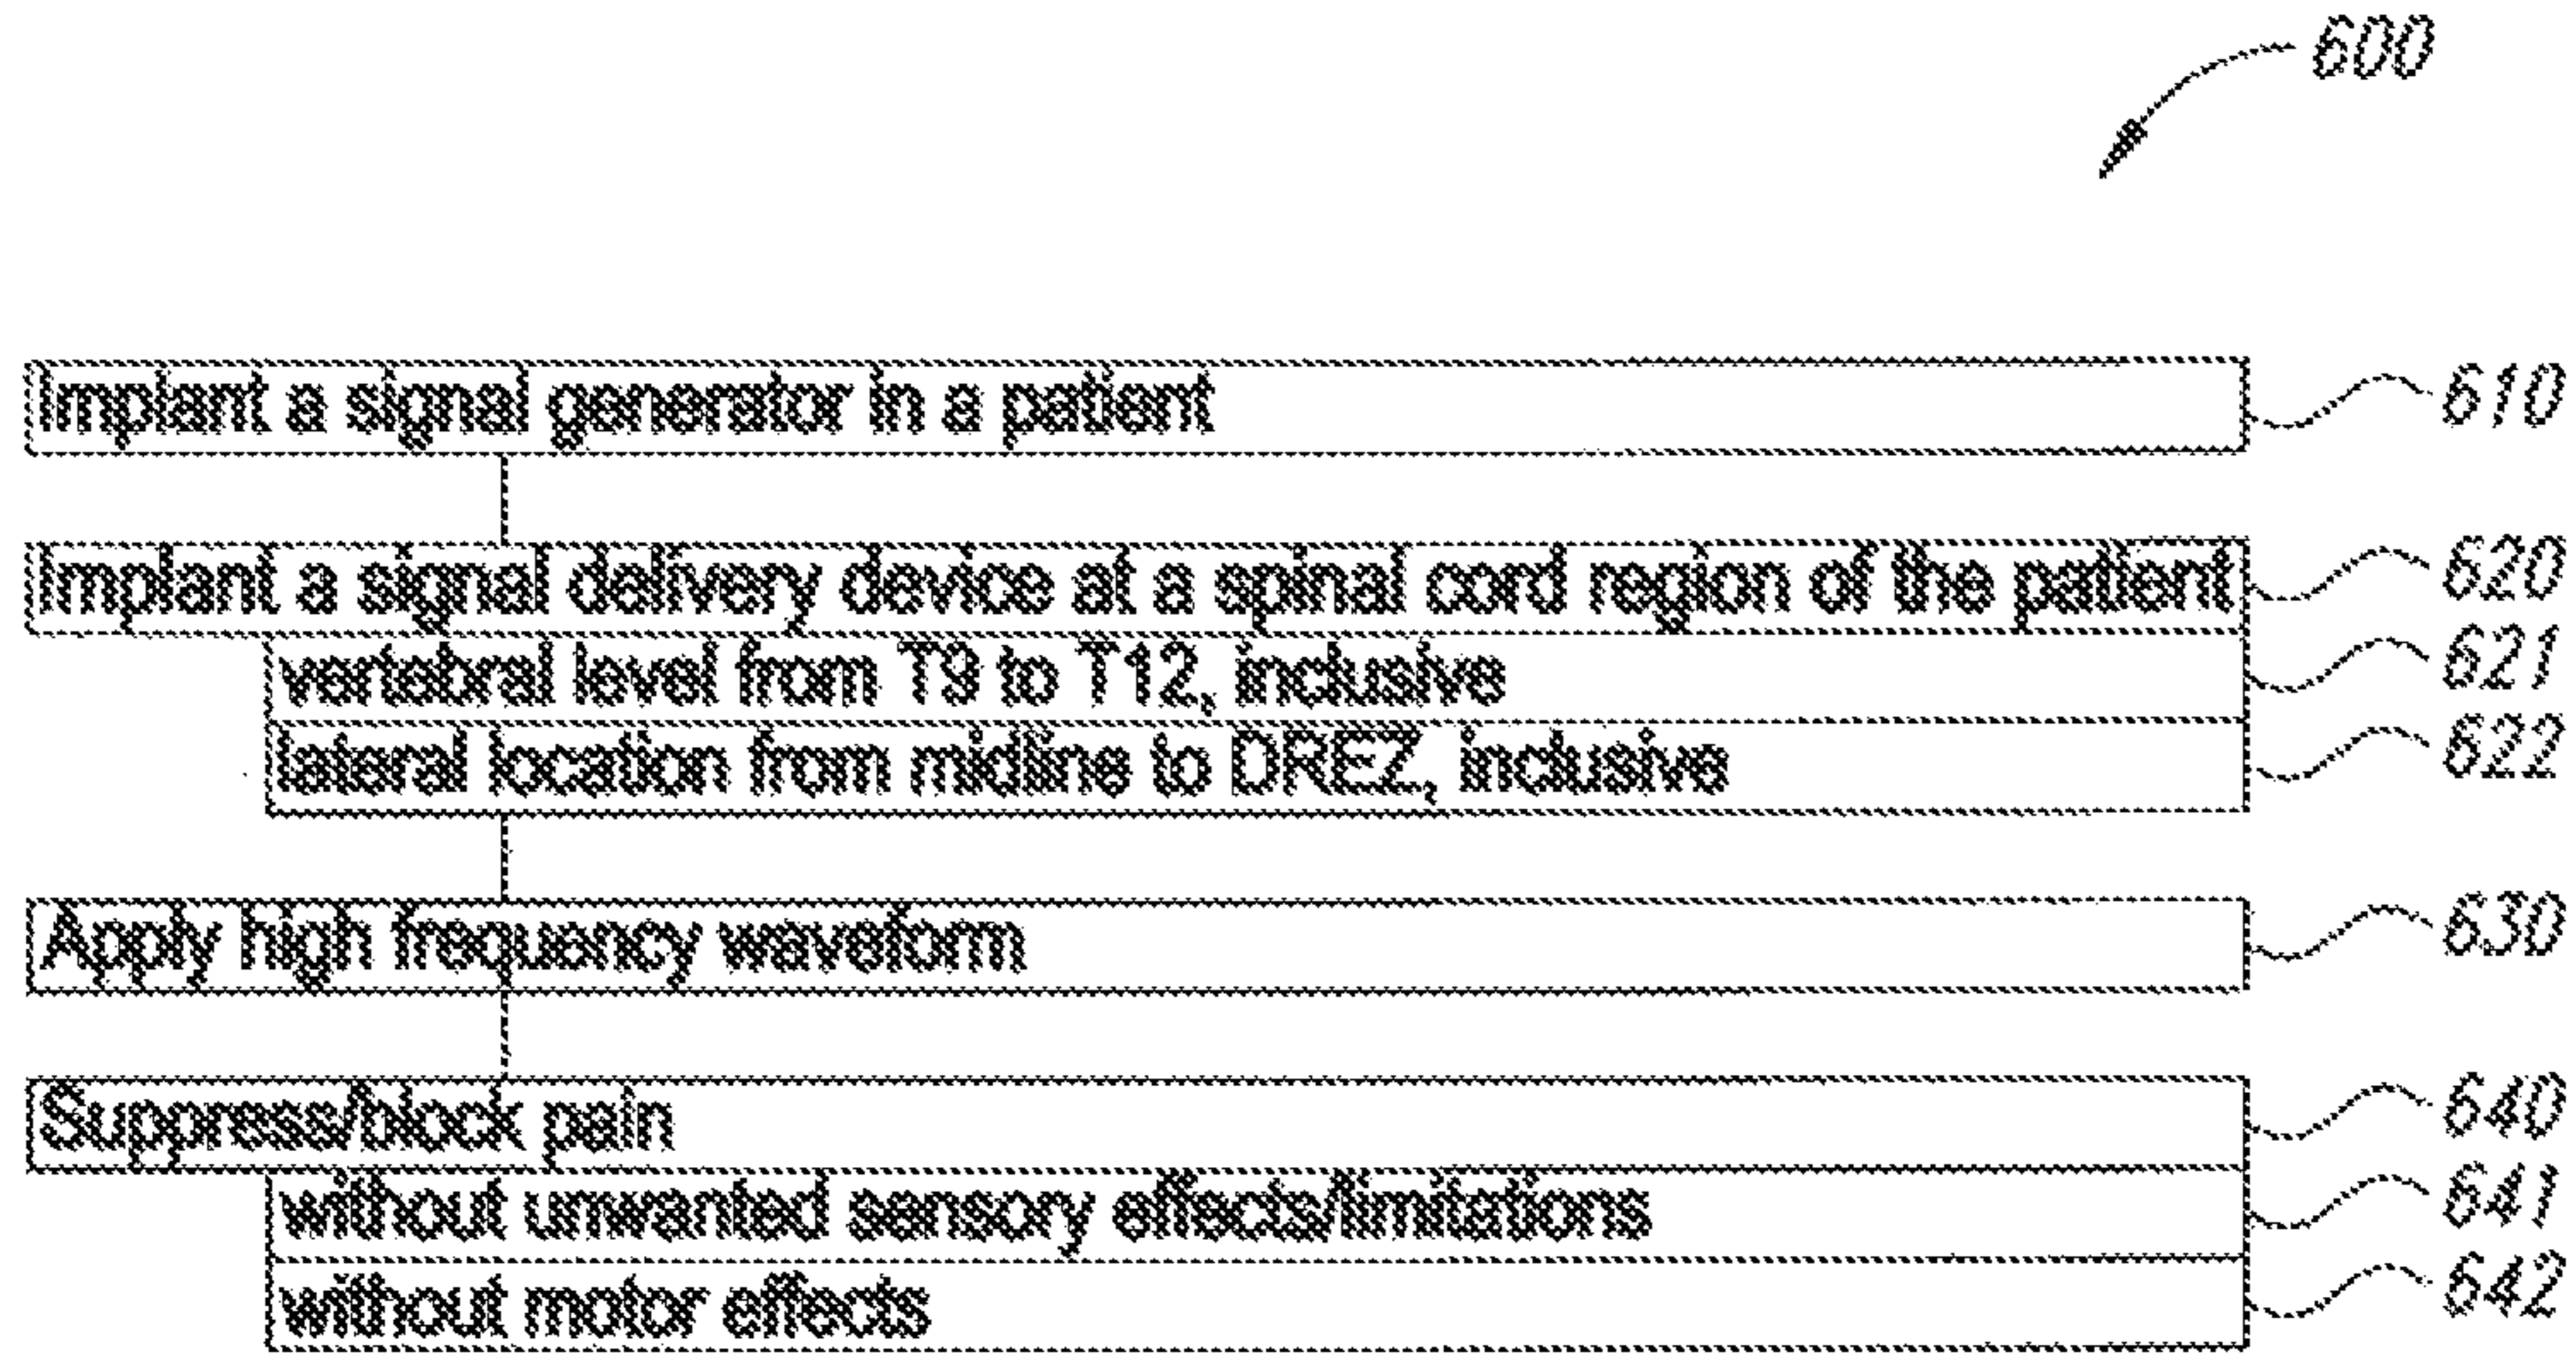 600
Implant a signal generator in a patient 610
Implant a signal delivery device at a spinal cord region of the patient 620
vertebral level from T9 to T12, inclusive 621
lateral location from midline to DREZ, inclusive 622
Apply high frequency waveform 630
Suppress/block pain 640
without unwanted sensory effects/limitations 641
without motor effects 642